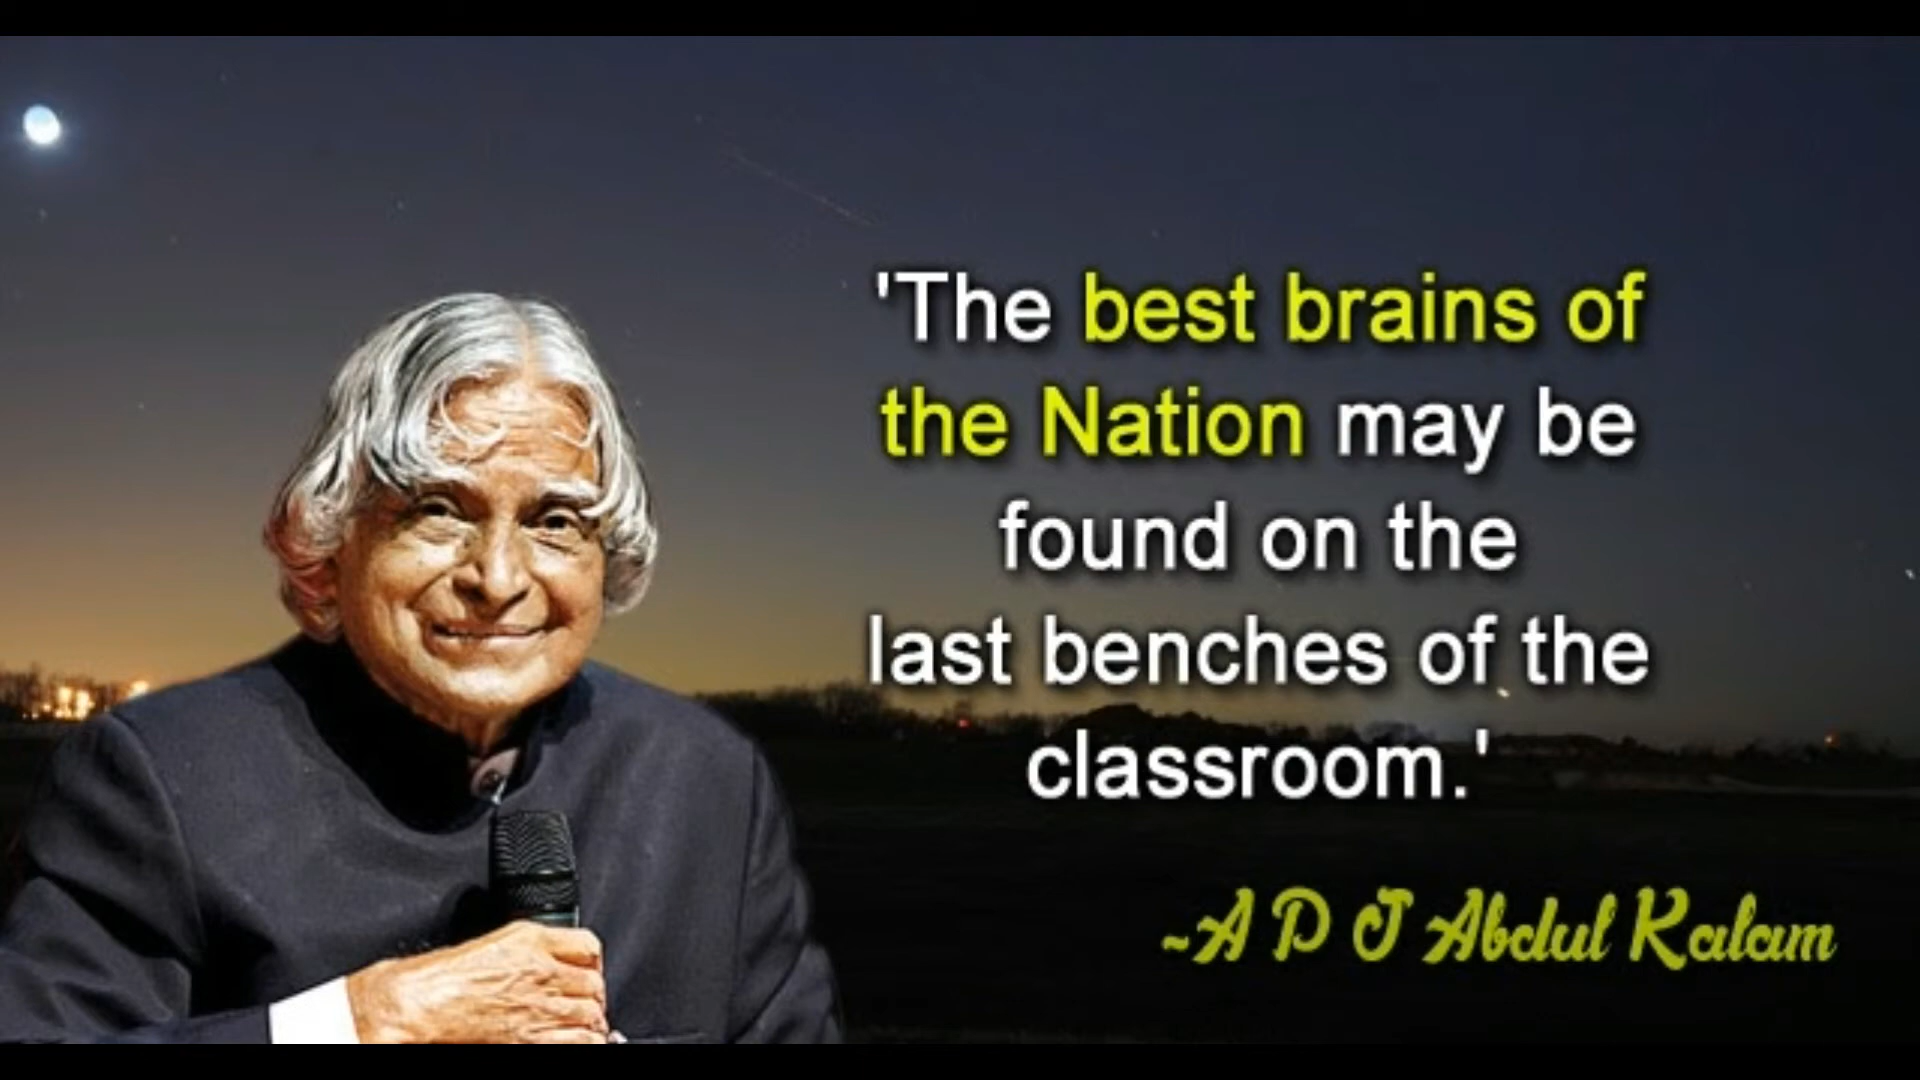 'The best brains of
the Nation may be
found on the
last benches of the
classroom.'
~A P J Abdul Kalam